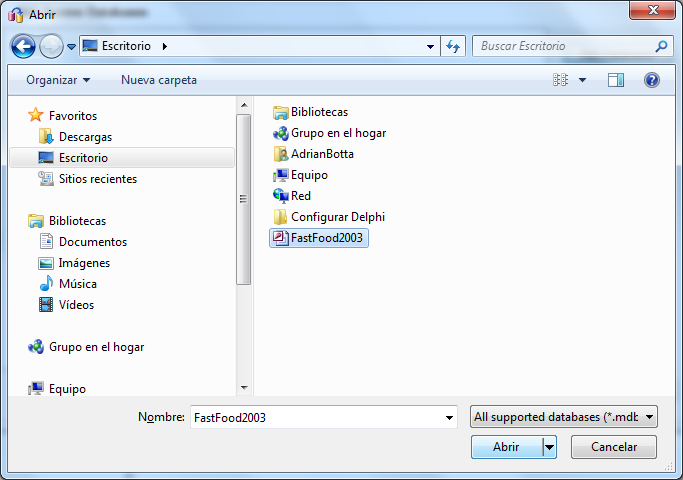 Abrir
Escritorio
Buscar Escritorio
Organizar
Nueva carpeta
Favoritos
Descargas
Escritorio
Sitios recientes
Bibliotecas
Documentos
Imágenes
Música
Vídeos
Grupo en el hogar
Equipo
Bibliotecas
Grupo en el hogar
AdrianBotta
Equipo
Red
Configurar Delphi
FastFood2003
Nombre: FastFood2003
All supported databases (*.mdb
Abrir
Cancelar